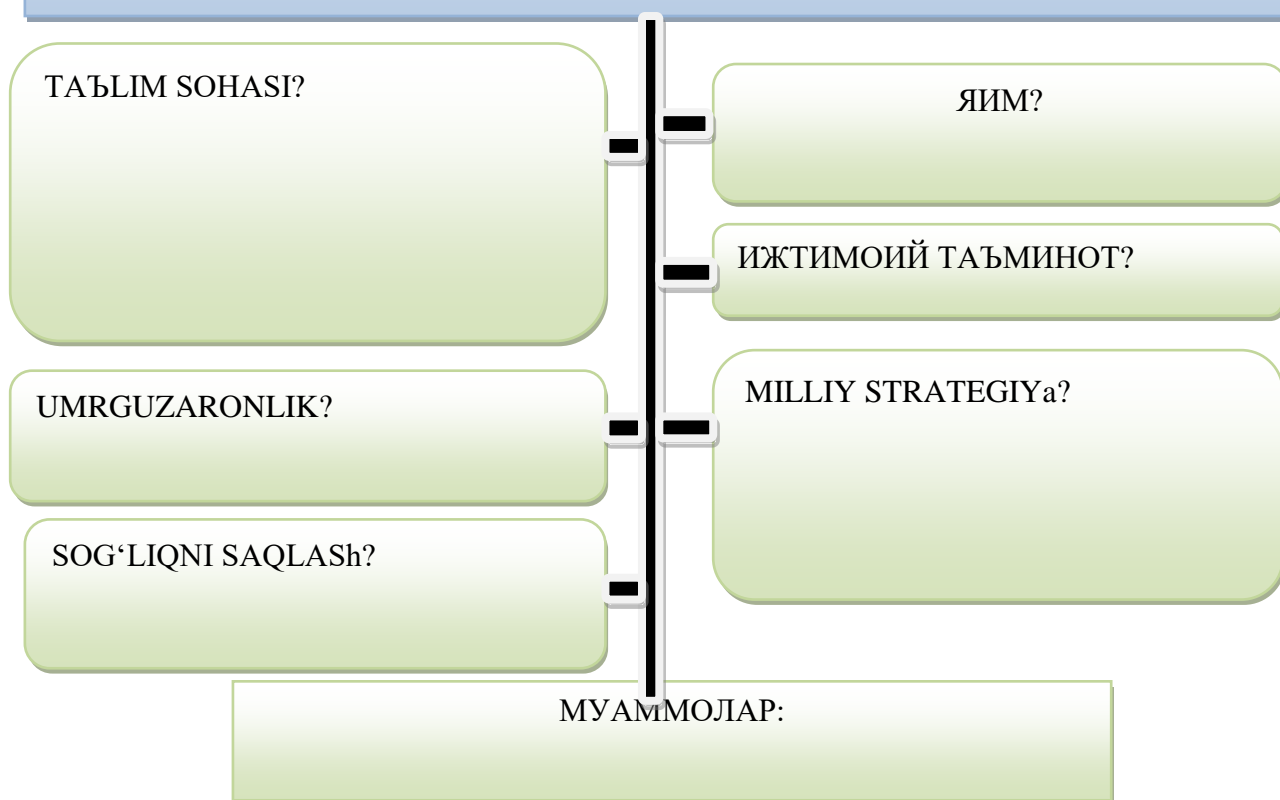 TAЪLIM SOHASI?
ЯИМ?
ИЖТИМОИЙ ТАЪМИНОТ?
UMRGUZARONLIK?
MILLIY STRATEGIYa?
SOG‘LIQNI SAQLASh?
МУАММОЛАР: